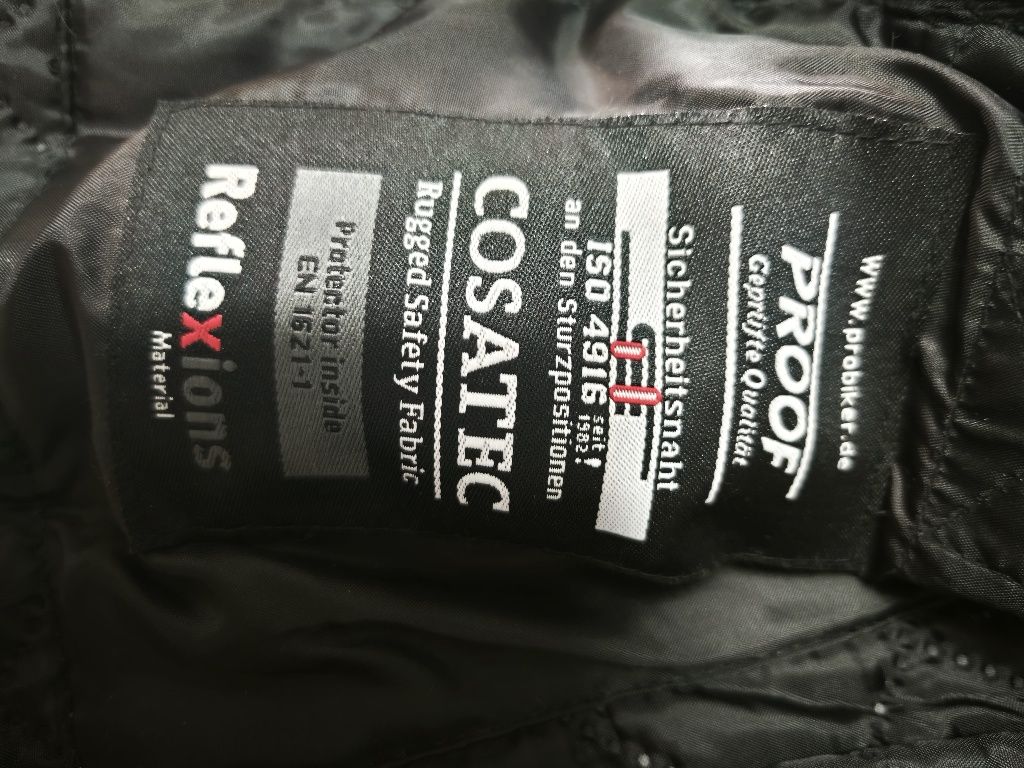 www.probiker.de
PROOF
Geprüfte Qualität
Sicherheitsnaht
ISO 4916 seit 1982!
an den Sturzpositionen
COSATEC
Rugged Safety Fabric
Protector inside
EN 1621-1
Reflexions
Material